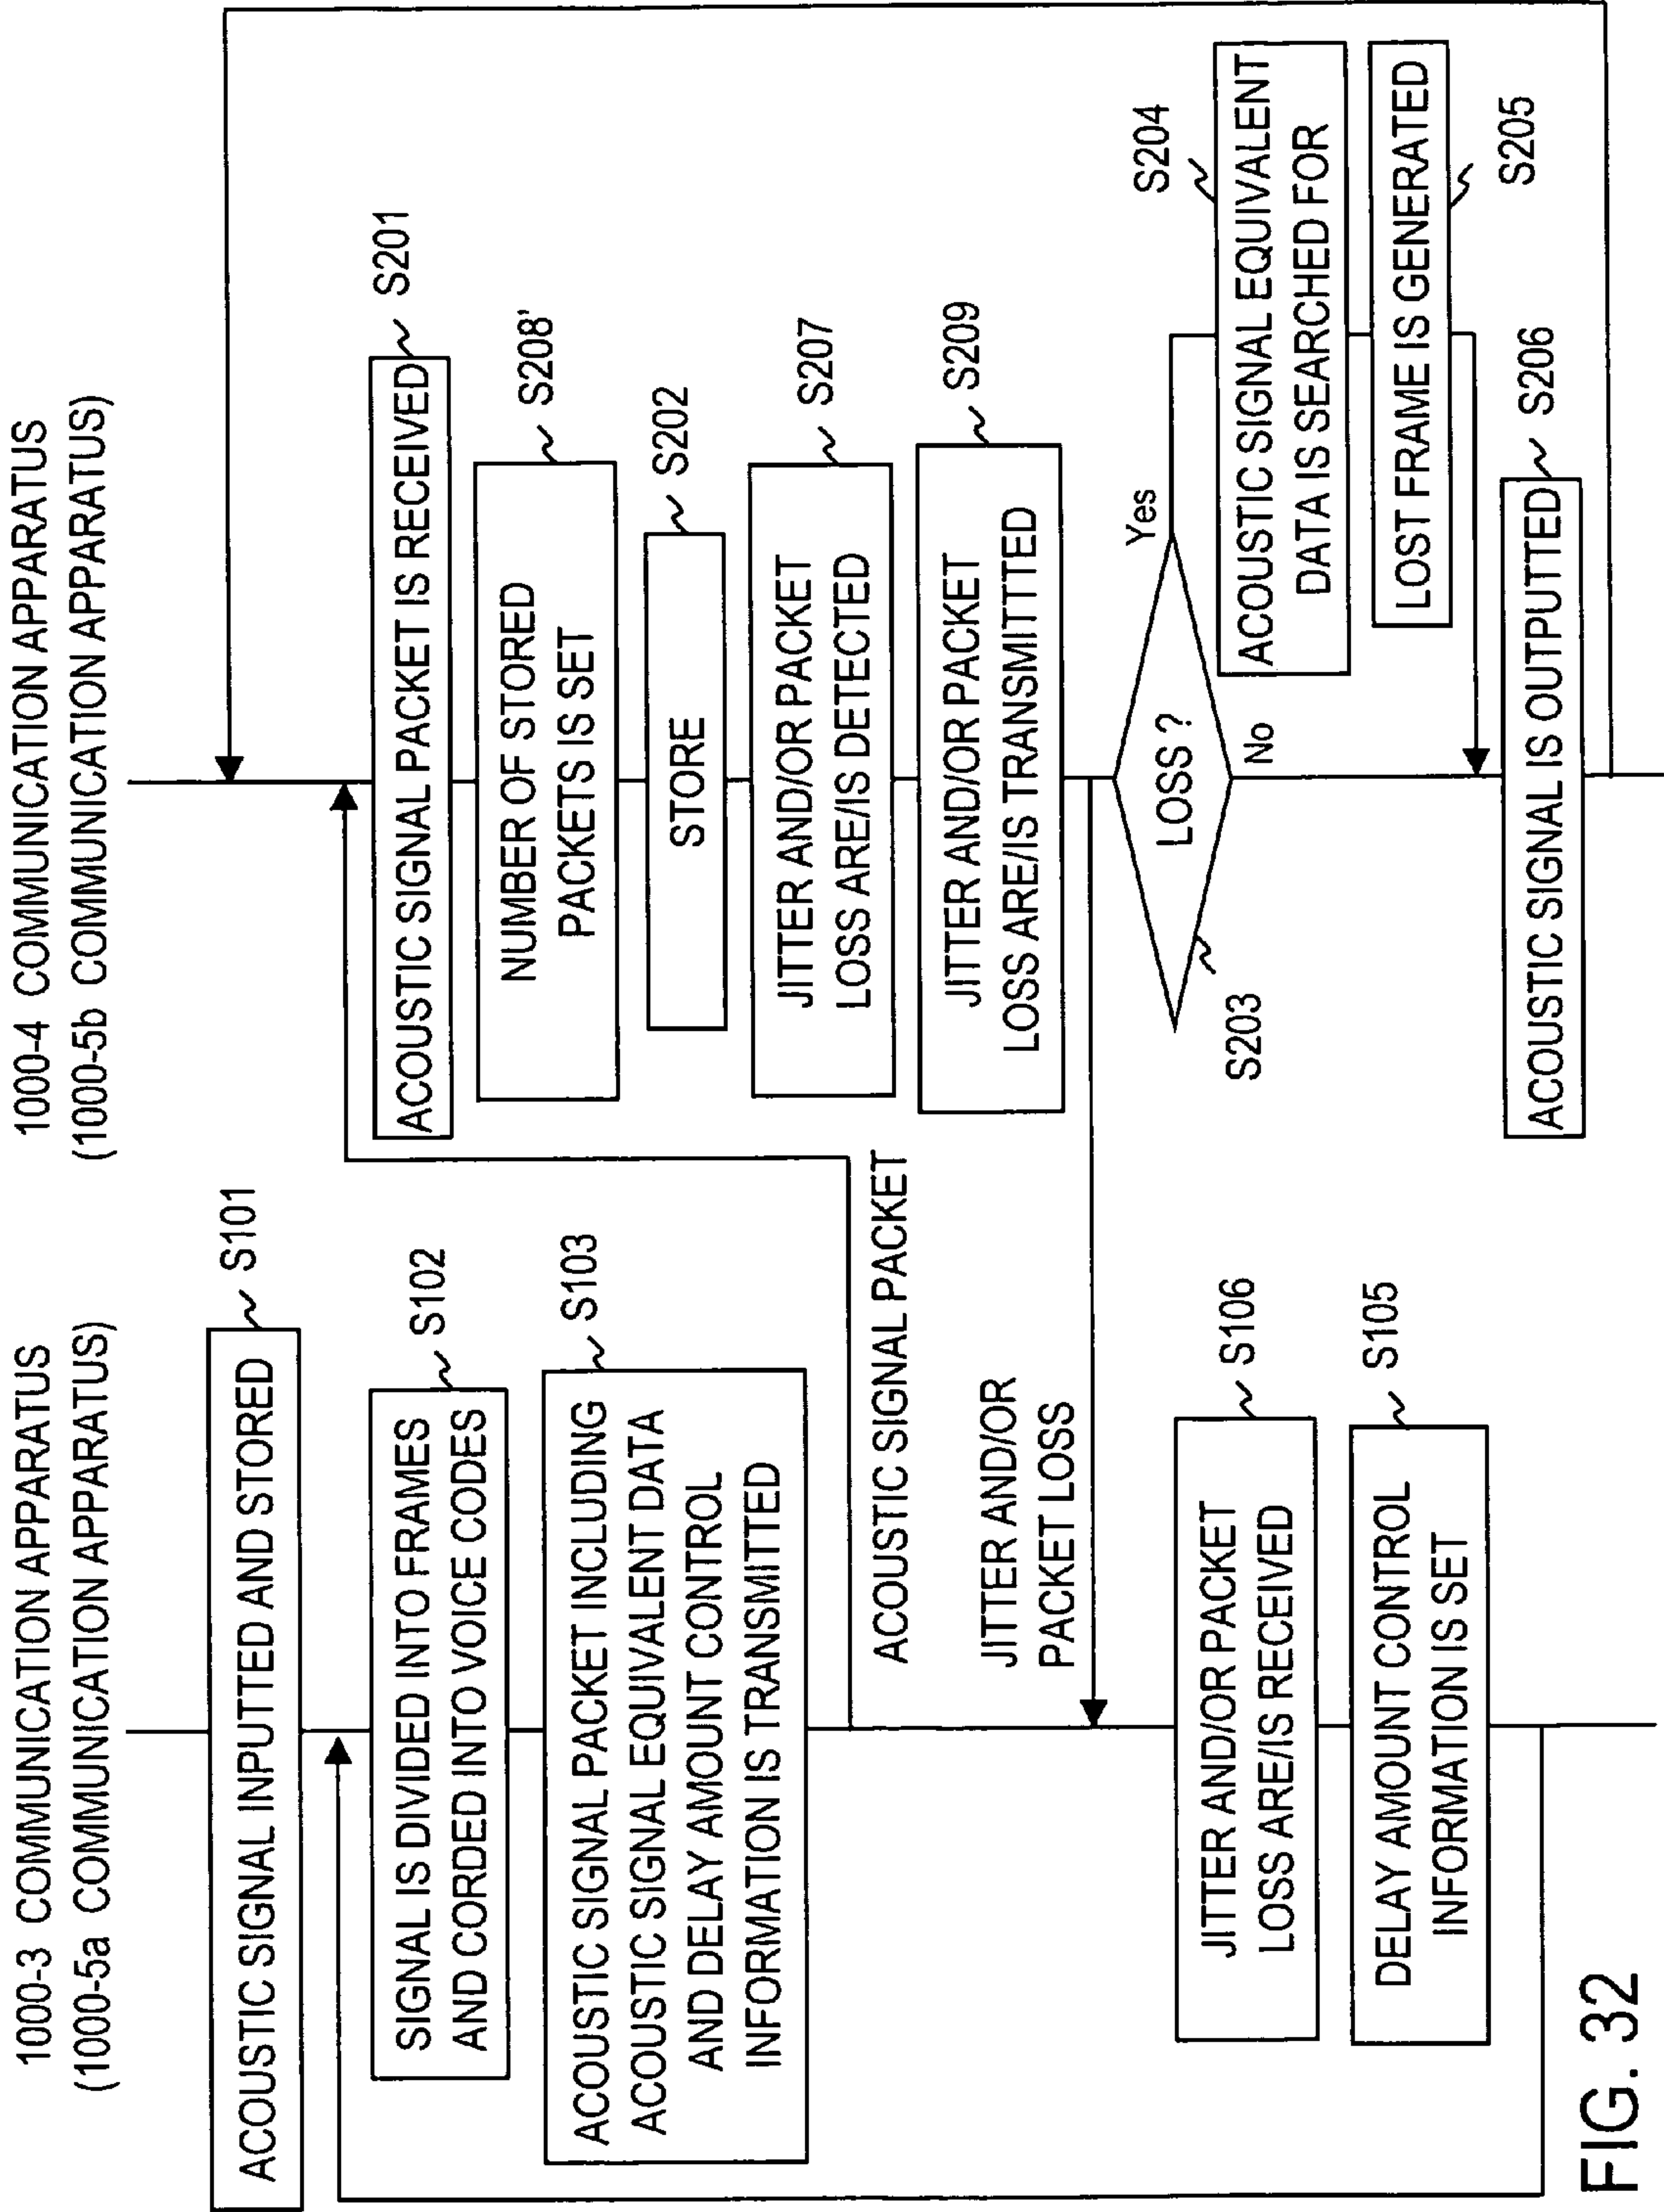 1000-3 COMMUNICATION APPARATUS
(1000-5a COMMUNICATION APPARATUS)
ACOUSTIC SIGNAL INPUTTED AND STORED
S101
SIGNAL IS DIVIDED INTO FRAMES
AND CORDED INTO VOICE CODES
S102
ACOUSTIC SIGNAL PACKET INCLUDING
ACOUSTIC SIGNAL EQUIVALENT DATA
AND DELAY AMOUNT CONTROL
INFORMATION IS TRANSMITTED
S103
ACOUSTIC SIGNAL PACKET
JITTER AND/OR
PACKET LOSS
JITTER AND/OR PACKET
LOSS ARE/IS RECEIVED
S106
DELAY AMOUNT CONTROL
INFORMATION IS SET
S105
1000-4 COMMUNICATION APPARATUS
(1000-5b COMMUNICATION APPARATUS)
ACOUSTIC SIGNAL PACKET IS RECEIVED
S201
NUMBER OF STORED
PACKETS IS SET
S208'
STORE
S202
JITTER AND/OR PACKET
LOSS ARE/IS DETECTED
S207
JITTER AND/OR PACKET
LOSS ARE/IS TRANSMITTED
S209
LOSS ?
S203
Yes
No
ACOUSTIC SIGNAL EQUIVALENT
DATA IS SEARCHED FOR
S204
LOST FRAME IS GENERATED
S205
ACOUSTIC SIGNAL IS OUTPUTTED
S206
FIG. 32